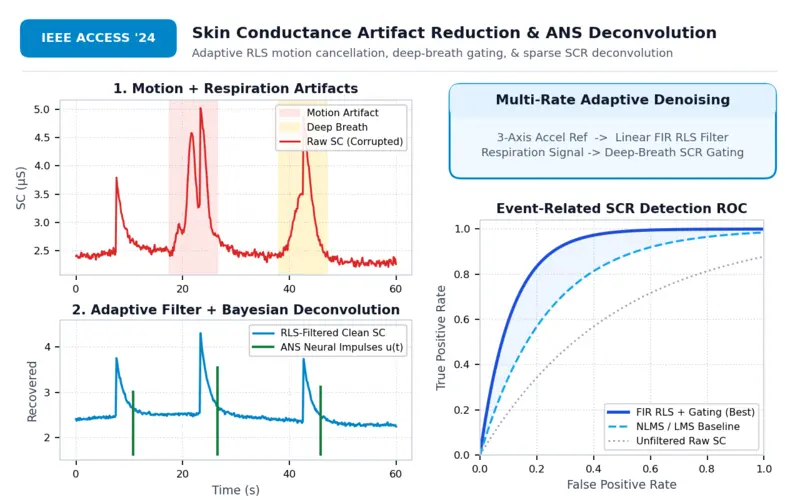 IEEE ACCESS '24
Skin Conductance Artifact Reduction & ANS Deconvolution
Adaptive RLS motion cancellation, deep-breath gating, & sparse SCR deconvolution
1. Motion + Respiration Artifacts
Motion Artifact
Deep Breath
Raw SC (Corrupted)
SC (µS)
5.0
4.5
4.0
3.5
3.0
2.5
0
20
40
60
2. Adaptive Filter + Bayesian Deconvolution
RLS-Filtered Clean SC
ANS Neural Impulses u(t)
Recovered
4
3
2
0
20
40
60
Time (s)
Multi-Rate Adaptive Denoising
3-Axis Accel Ref -> Linear FIR RLS Filter
Respiration Signal -> Deep-Breath SCR Gating
Event-Related SCR Detection ROC
True Positive Rate
1.0
0.8
0.6
0.4
0.2
0.0
FIR RLS + Gating (Best)
NLMS / LMS Baseline
Unfiltered Raw SC
0.0
0.2
0.4
0.6
0.8
1.0
False Positive Rate